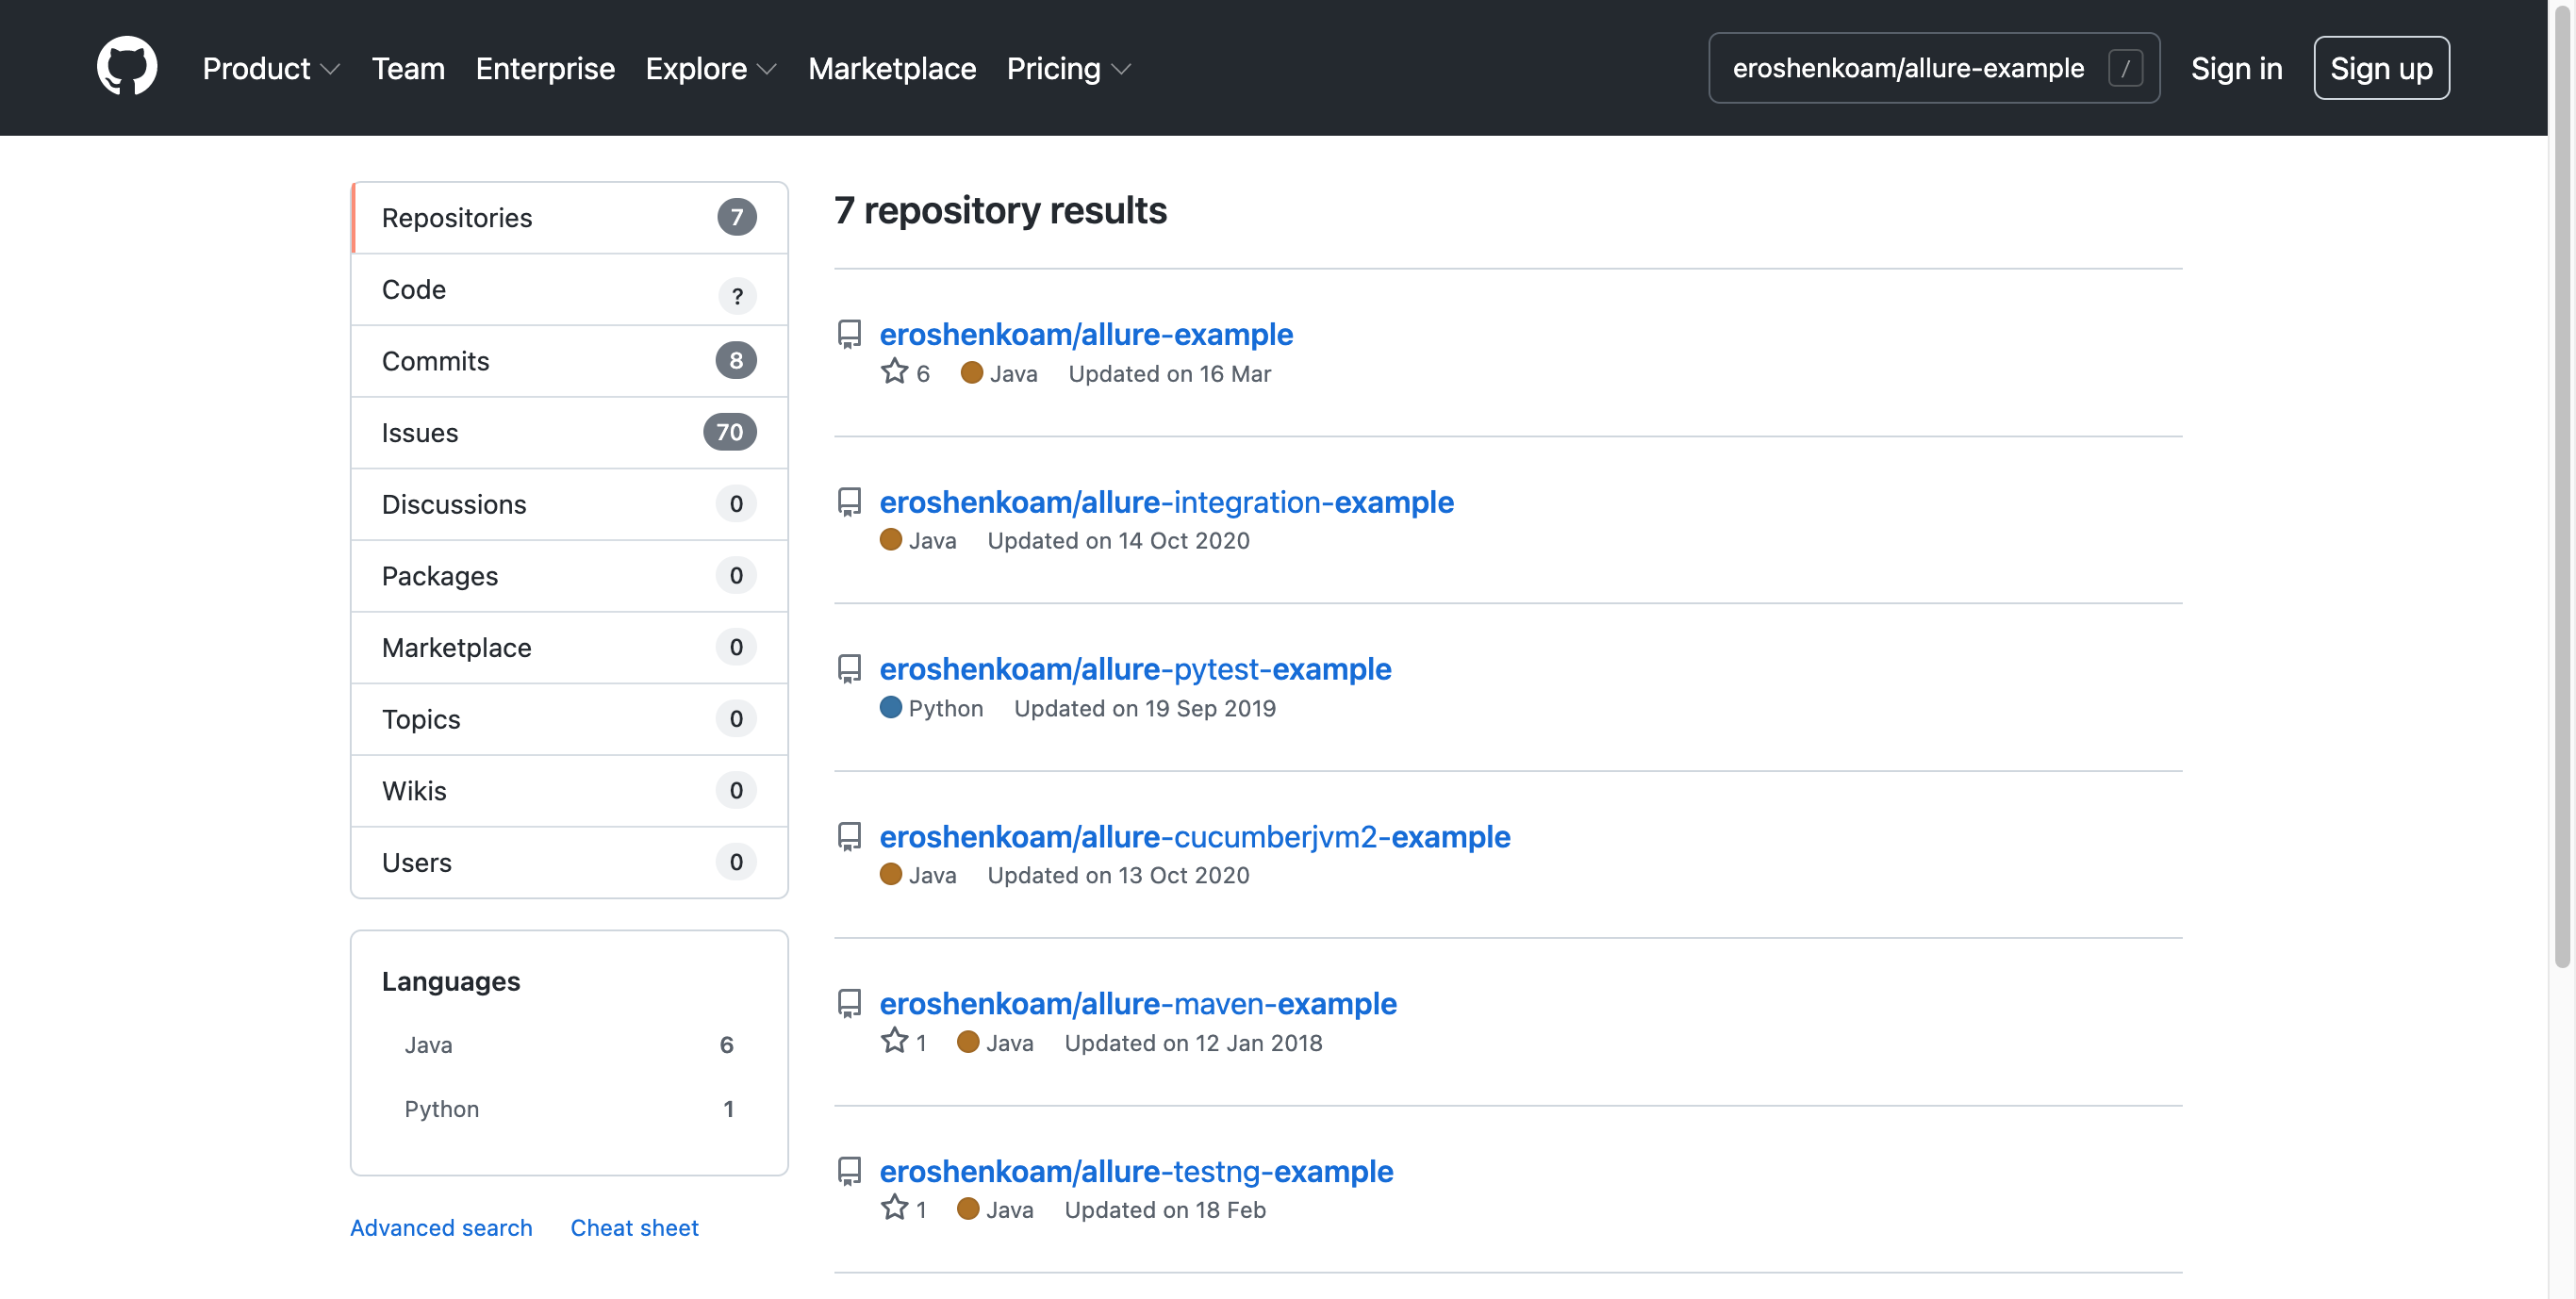 Product Team Enterprise Explore Marketplace Pricing eroshenkoam/allure-example / Sign in Sign up
Repositories 7
Code ?
Commits 8
Issues 70
Discussions 0
Packages 0
Marketplace 0
Topics 0
Wikis 0
Users 0
Languages
Java 6
Python 1
Advanced search Cheat sheet
7 repository results
eroshenkoam/allure-example
6 Java Updated on 16 Mar
eroshenkoam/allure-integration-example
Java Updated on 14 Oct 2020
eroshenkoam/allure-pytest-example
Python Updated on 19 Sep 2019
eroshenkoam/allure-cucumberjvm2-example
Java Updated on 13 Oct 2020
eroshenkoam/allure-maven-example
1 Java Updated on 12 Jan 2018
eroshenkoam/allure-testng-example
1 Java Updated on 18 Feb